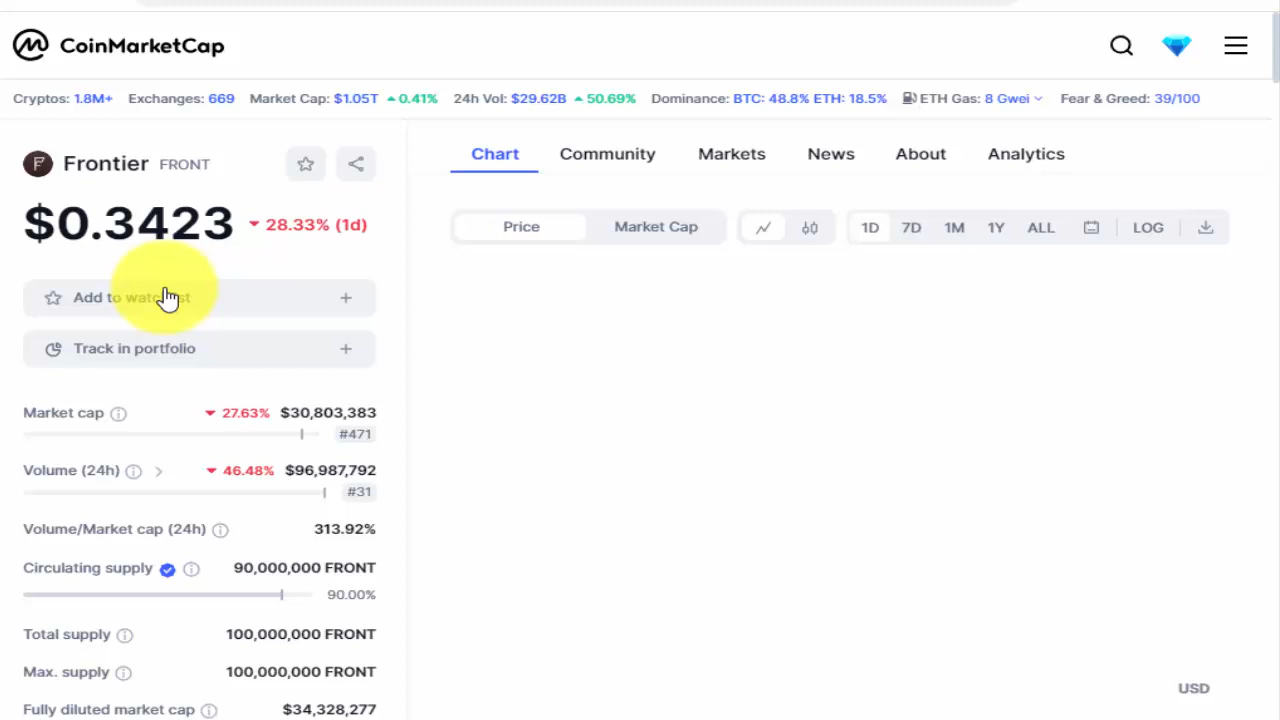 CoinMarketCap
Cryptos: 1.8M+ Exchanges: 669 Market Cap: $1.05T 0.41% 24h Vol: $29.62B 50.69% Dominance: BTC: 48.8% ETH: 18.5% ETH Gas: 8 Gwei Fear & Greed: 39/100
Frontier FRONT
$0.3423 28.33% (1d)
Add to watchlist +
Track in portfolio +
Market cap 27.63% $30,803,383
#471
Volume (24h) 46.48% $96,987,792
#31
Volume/Market cap (24h) 313.92%
Circulating supply 90,000,000 FRONT
90.00%
Total supply 100,000,000 FRONT
Max. supply 100,000,000 FRONT
Fully diluted market cap $34,328,277
Chart Community Markets News About Analytics
Price Market Cap 1D 7D 1M 1Y ALL LOG
USD